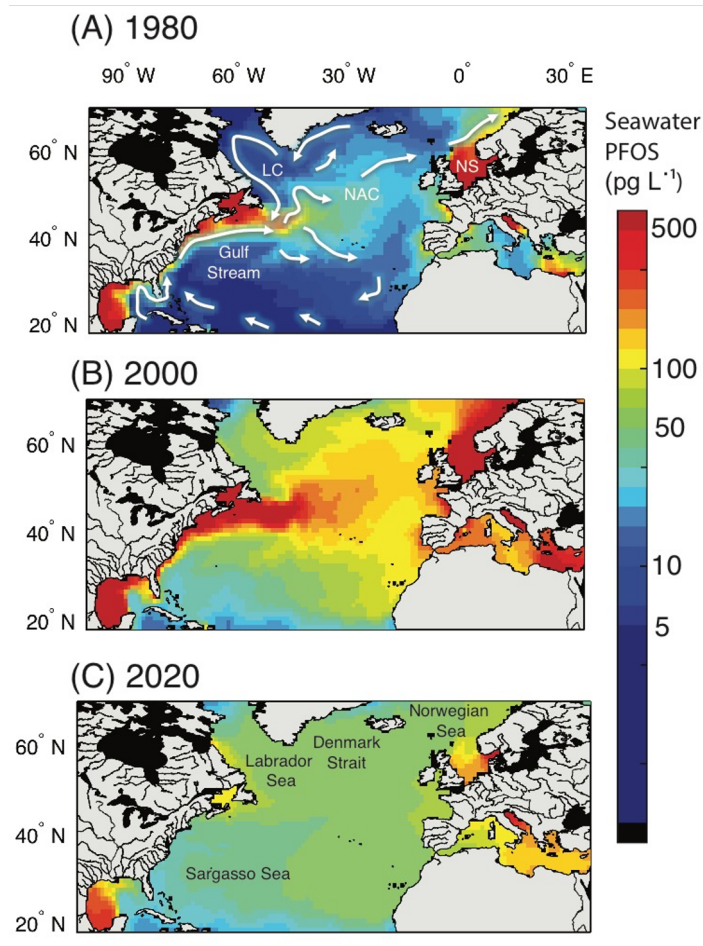 (A) 1980
90° W 60° W 30° W 0° 30° E
60° N
40° N
20° N
LC
NAC
NS
Gulf
Stream
Seawater
PFOS
(pg L⁻¹)
500
100
50
10
5
(B) 2000
60° N
40° N
20° N
(C) 2020
60° N
40° N
20° N
Norwegian
Sea
Denmark
Strait
Labrador
Sea
Sargasso Sea